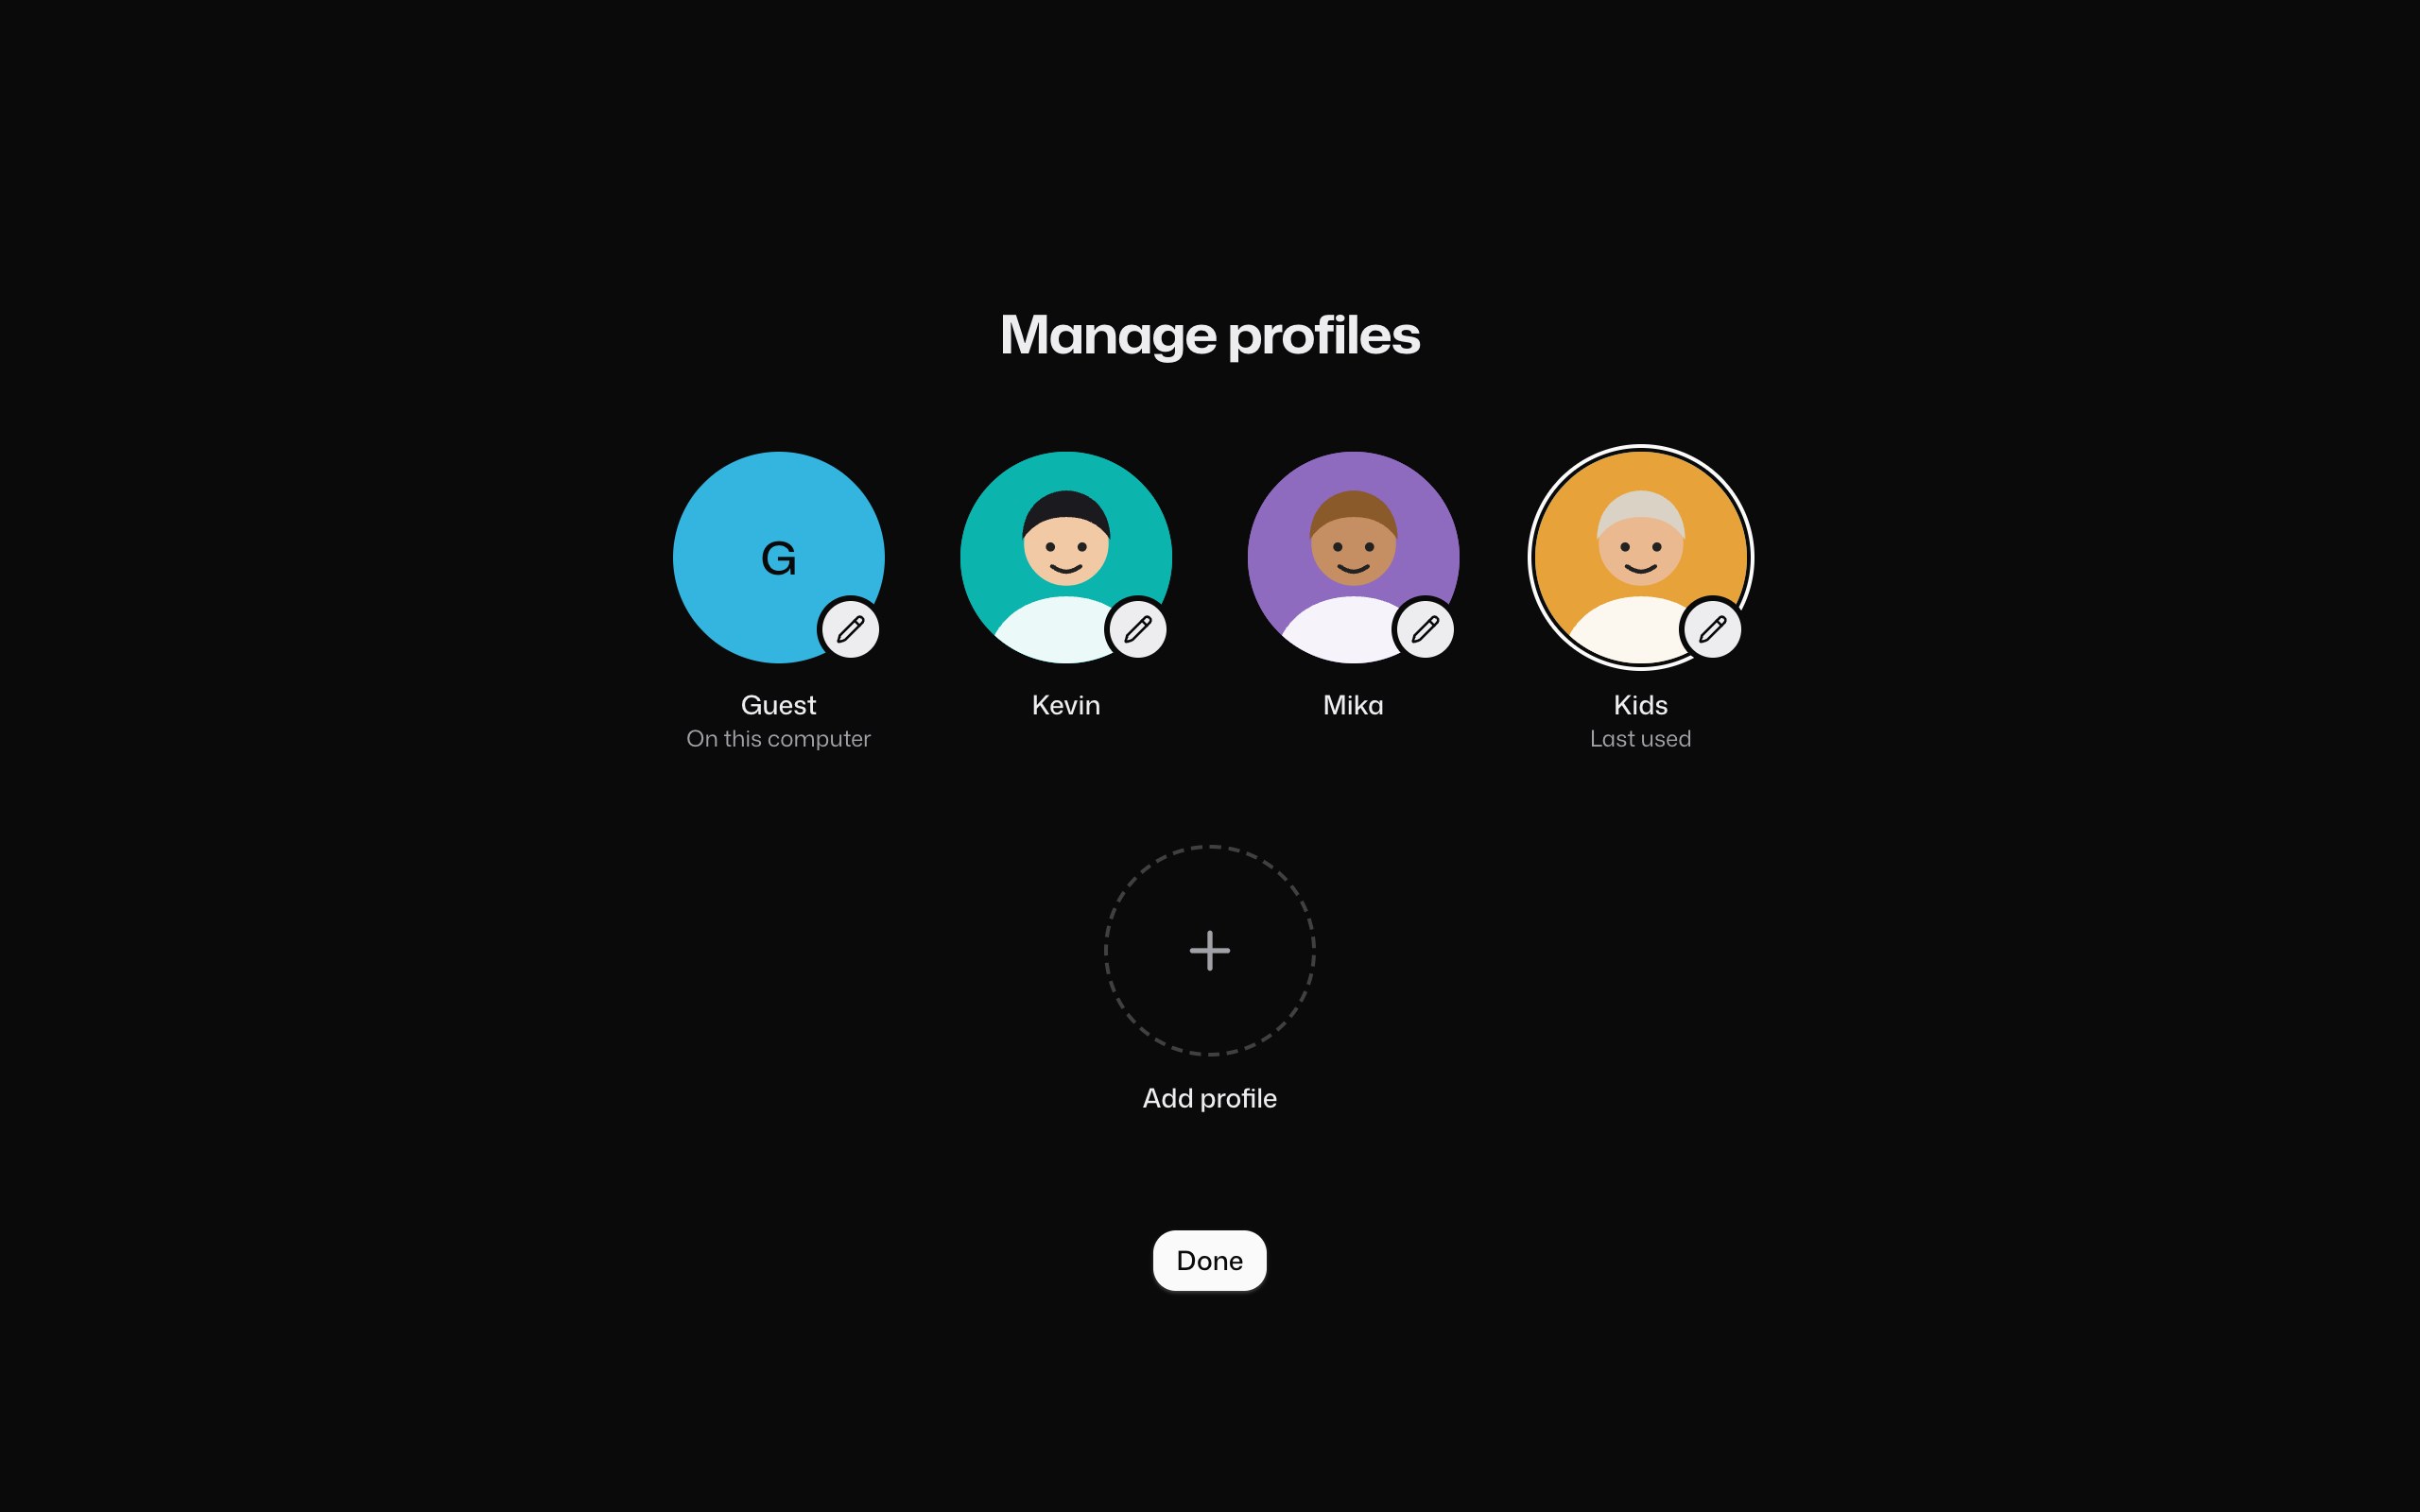 Manage profiles
G
Guest
On this computer
Kevin
Mika
Kids
Last used
Add profile
Done